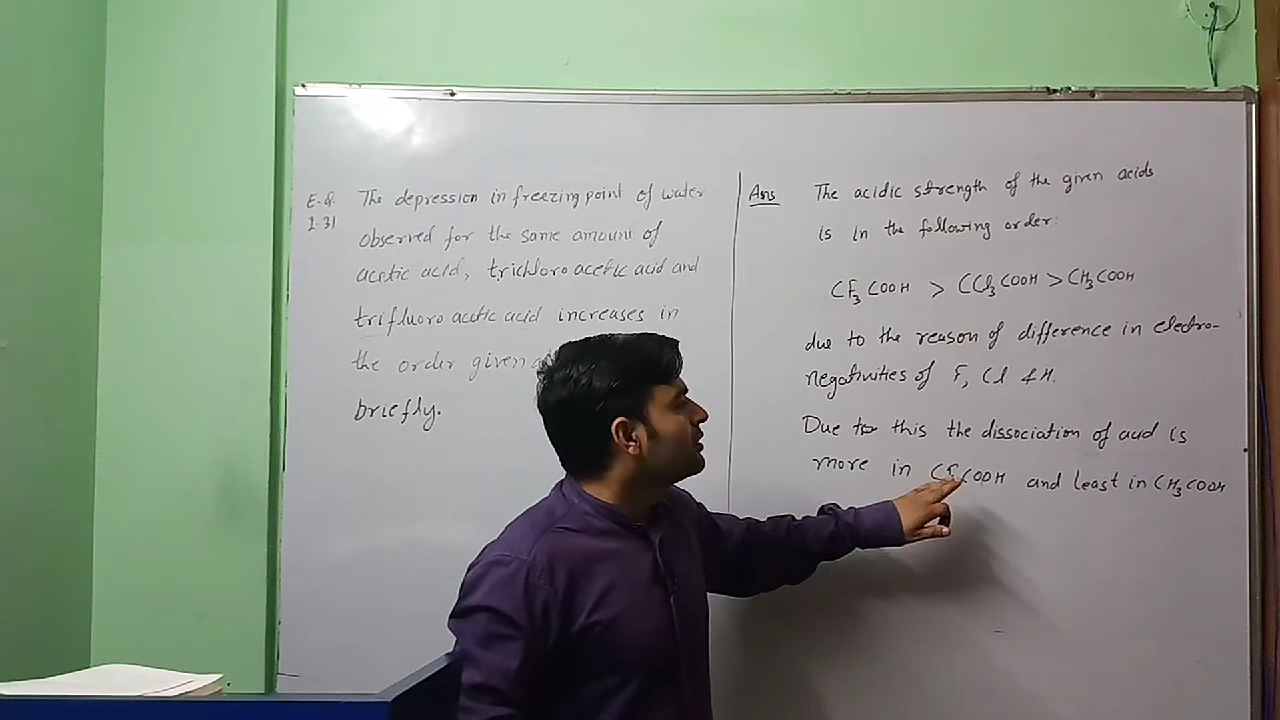 E.Q.
2.31
The depression in freezing point of water
observed for the same amount of
acetic acid, trichloro acetic acid and
trifluoro acetic acid increases in
the order given
briefly.
Ans
The acidic strength of the given acids
is in the following order:
CF3COOH > CCl3COOH > CH3COOH
due to the reason of difference in electro-
negativities of F, Cl & H.
Due to this the dissociation of acid is
more in CF3COOH and least in CH3COOH